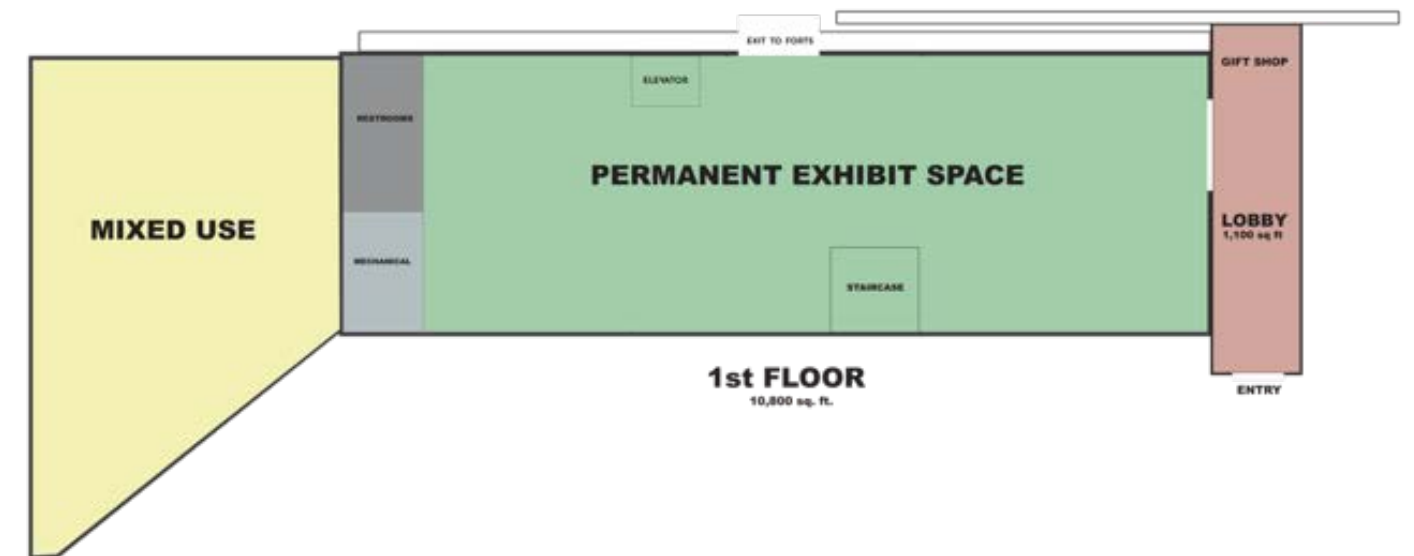 EXIT TO FORTS
GIFT SHOP
ELEVATOR
RESTROOMS
PERMANENT EXHIBIT SPACE
MIXED USE
LOBBY
1,100 sq ft
MECHANICAL
STAIRCASE
1st FLOOR
10,800 sq. ft.
ENTRY